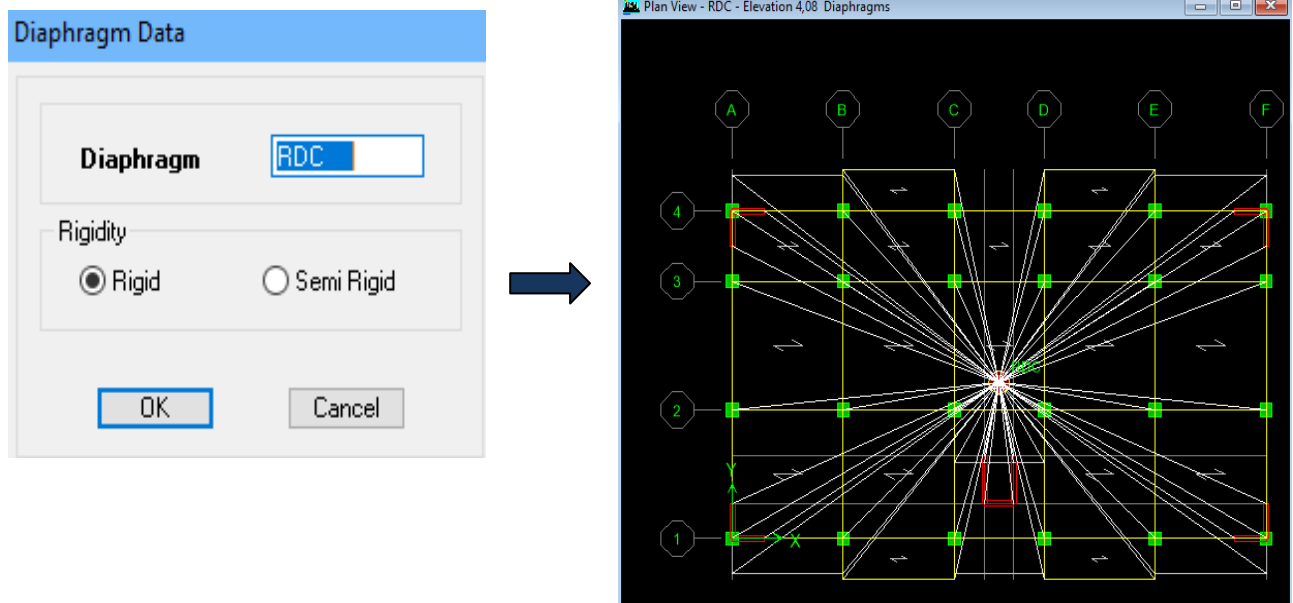 Diaphragm Data
Diaphragm RDC
Rigidity
Rigid Semi Rigid
OK Cancel
Plan View - RDC - Elevation 4,08 Diaphragms
A B C D E F
4
3
RDC
2
Y
1 X